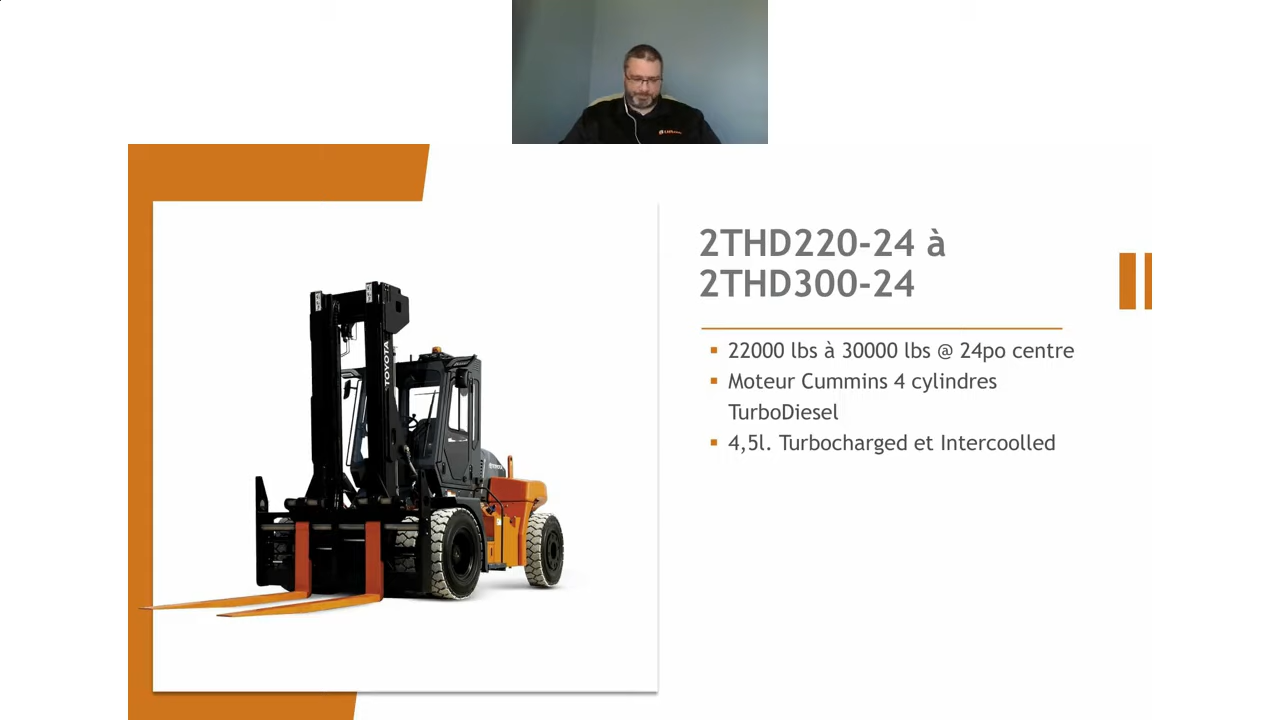 2THD220-24 à
2THD300-24
22000 lbs à 30000 lbs @ 24po centre
Moteur Cummins 4 cylindres
TurboDiesel
4,5l. Turbocharged et Intercoolled
TOYOTA